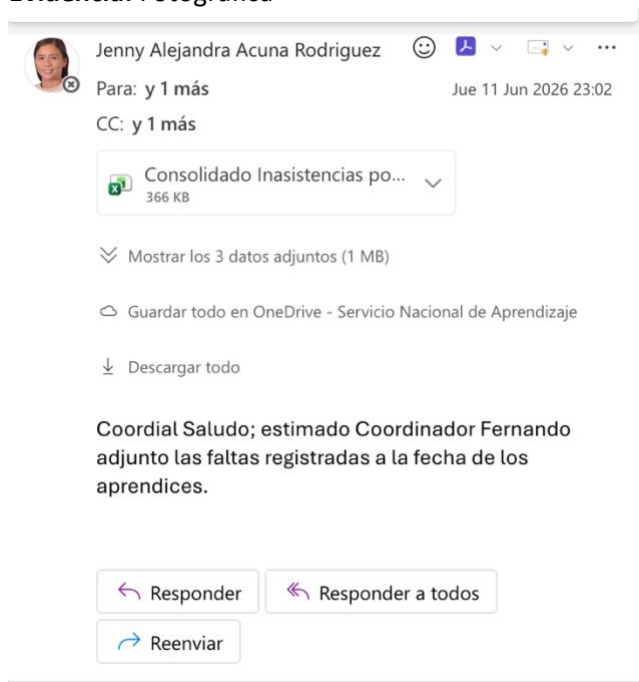 Jenny Alejandra Acuna Rodriguez
Para: y 1 más
Jue 11 Jun 2026 23:02
CC: y 1 más
Consolidado Inasistencias po...
366 KB
Mostrar los 3 datos adjuntos (1 MB)
Guardar todo en OneDrive - Servicio Nacional de Aprendizaje
Descargar todo
Coordial Saludo; estimado Coordinador Fernando
adjunto las faltas registradas a la fecha de los
aprendices.
Responder
Responder a todos
Reenviar